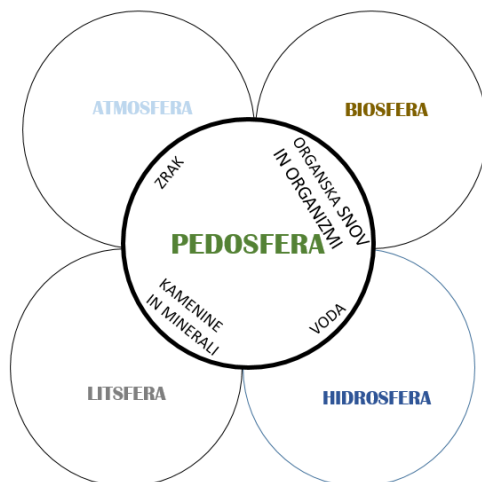 ATMOSFERA
BIOSFERA
ZRAK
ORGANSKA SNOV
IN ORGANIZMI
PEDOSFERA
KAMENINE
IN MINERALI
VODA
LITSFERA
HIDROSFERA